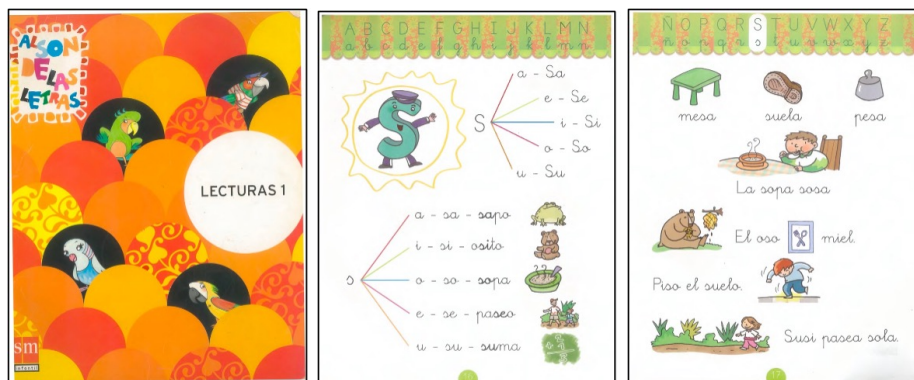 AL SON
DE LAS
LETRAS
LECTURAS 1
sm
infantil
A B C D E F G H I J K L M N
a b c d e f g h i j k l m n
S
a - Sa
e - Se
i - Si
o - So
u - Su
s
a - sa - sapo
i - si - osito
o - so - sopa
e - se - paseo
u - su - suma
Ñ O P Q R S T U V W X Y Z
ñ o p q r s t u v w x y z
mesa suela pesa
La sopa sosa
El oso miel.
Piso el suelo.
Susi pasea sola.
17